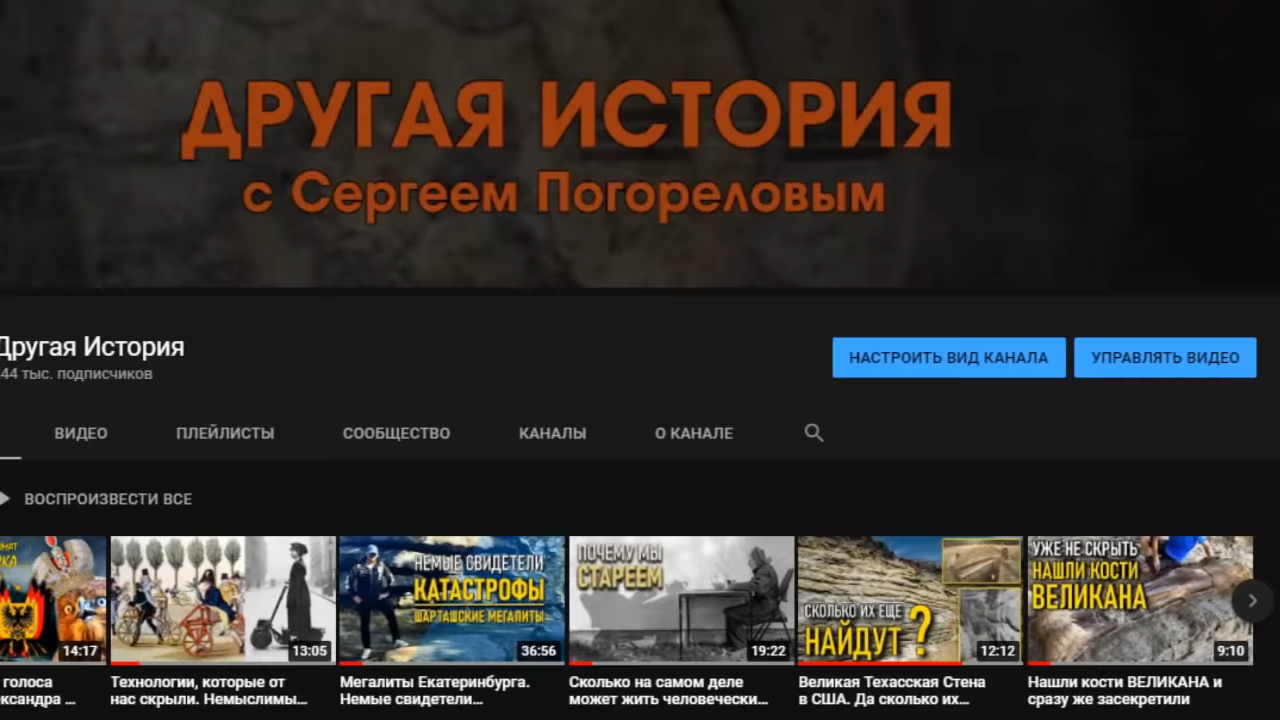 ДРУГАЯ ИСТОРИЯ
с Сергеем Погореловым
Другая История
44 тыс. подписчиков
НАСТРОИТЬ ВИД КАНАЛА
УПРАВЛЯТЬ ВИДЕО
ВИДЕО
ПЛЕЙЛИСТЫ
СООБЩЕСТВО
КАНАЛЫ
О КАНАЛЕ
ВОСПРОИЗВЕСТИ ВСЕ
14:17
голоса
13:05
Технологии, которые от
нас скрыли. Немыслимы...
НЕМЫЕ СВИДЕТЕЛИ
КАТАСТРОФЫ
ШАРТАШСКИЕ МЕГАЛИТЫ
36:56
Мегалиты Екатеринбурга.
Немые свидетели...
ПОЧЕМУ МЫ
СТАРЕЕМ
19:22
Сколько на самом деле
может жить человечески...
СКОЛЬКО ИХ ЕЩЕ
НАЙДУТ ?
12:12
Великая Техасская Стена
в США. Да сколько их...
УЖЕ НЕ СКРЫТЬ
НАШЛИ КОСТИ
ВЕЛИКАНА
9:10
Нашли кости ВЕЛИКАНА и
сразу же засекретили